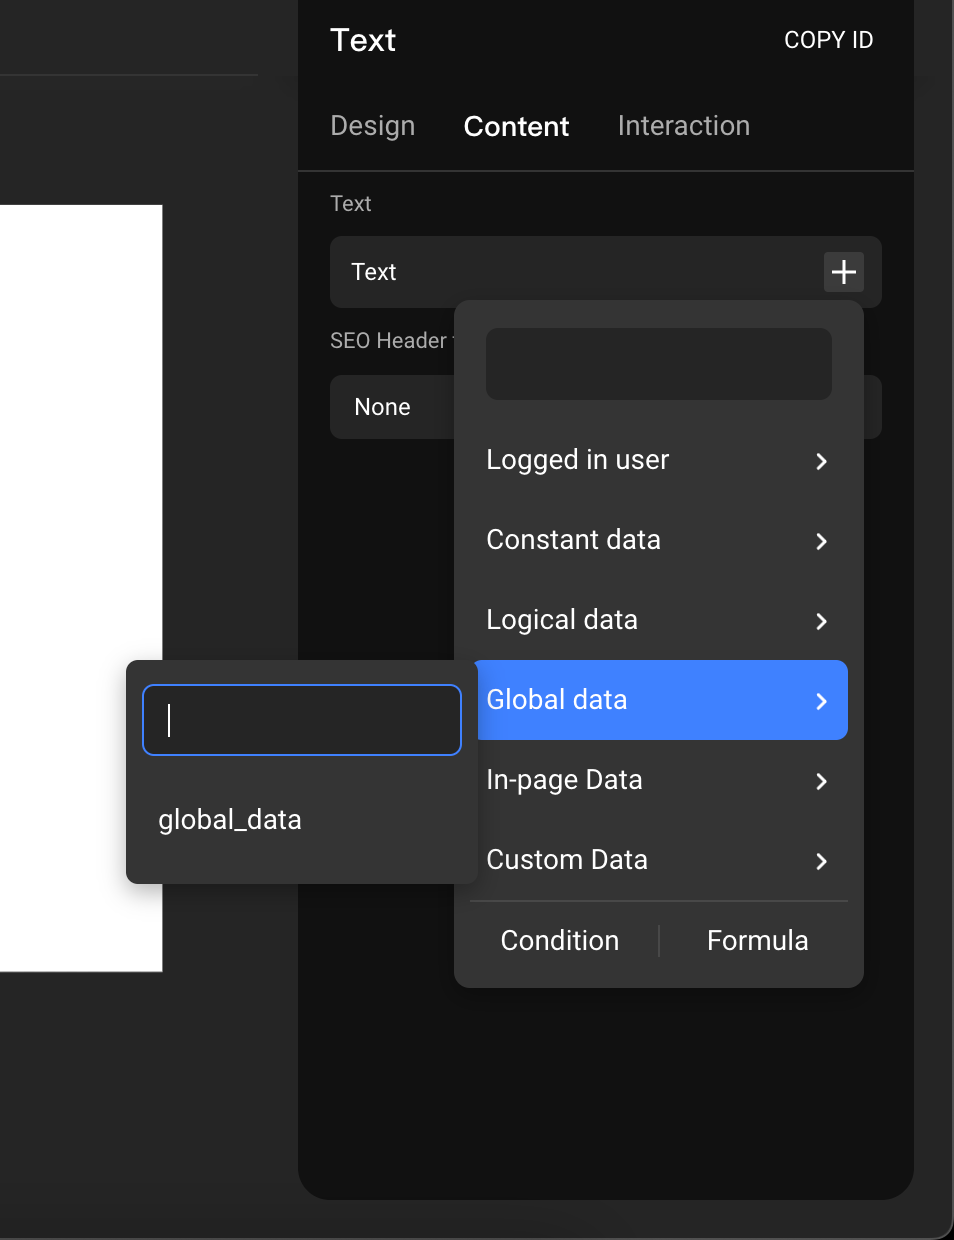 Text
COPY ID
Design
Content
Interaction
Text
Text
SEO Header
None
Logged in user
Constant data
Logical data
Global data
In-page Data
Custom Data
Condition
Formula
global_data